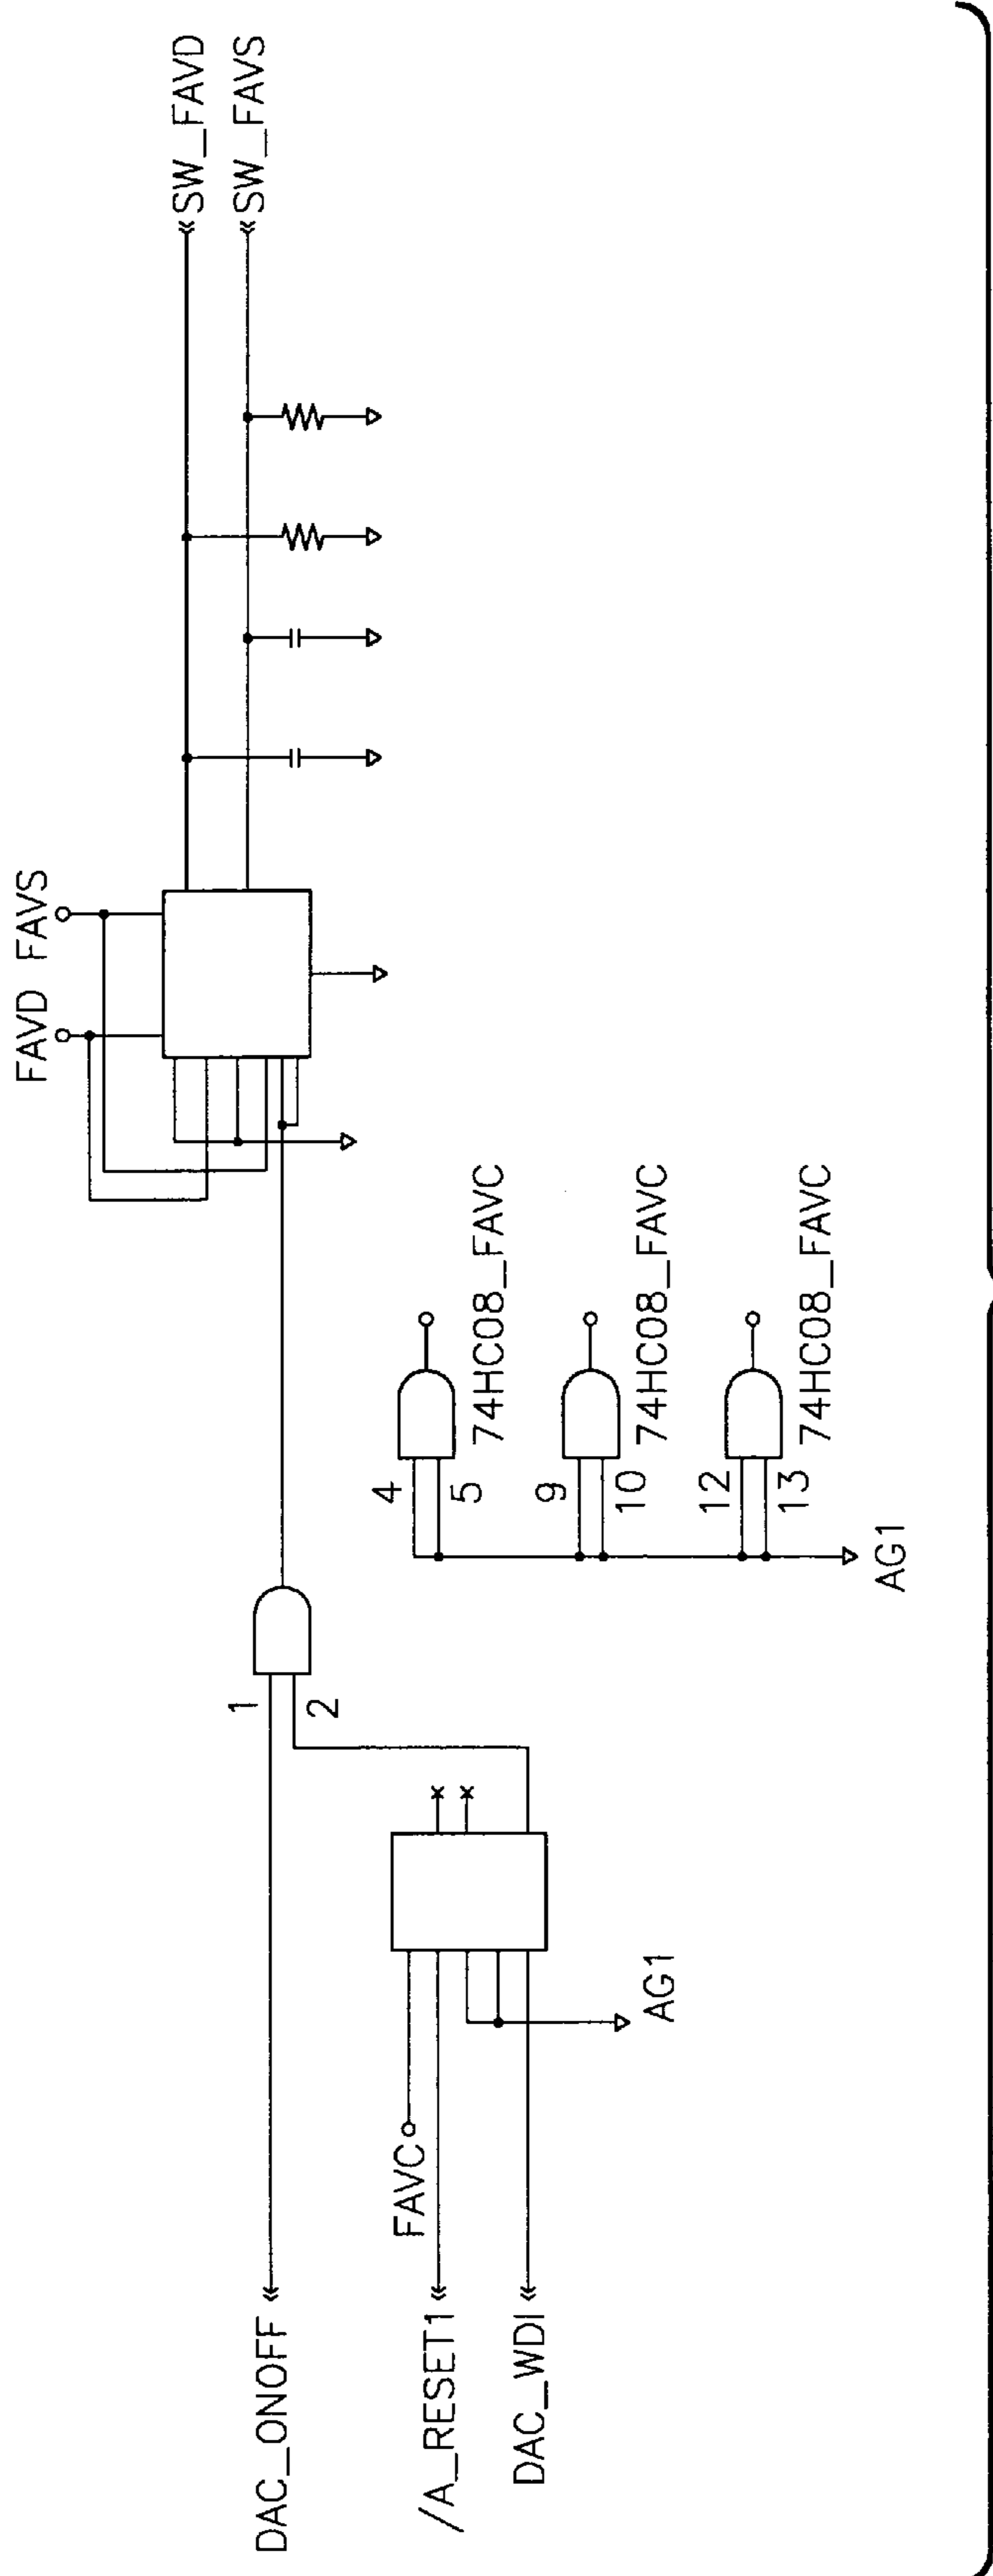 FAVD FAVS
SW_FAVD
SW_FAVS
DAC_ONOFF
1
2
FAVC
/A_RESET1
DAC_WDI
AG1
4
5
74HC08_FAVC
9
10
74HC08_FAVC
12
13
74HC08_FAVC
AG1